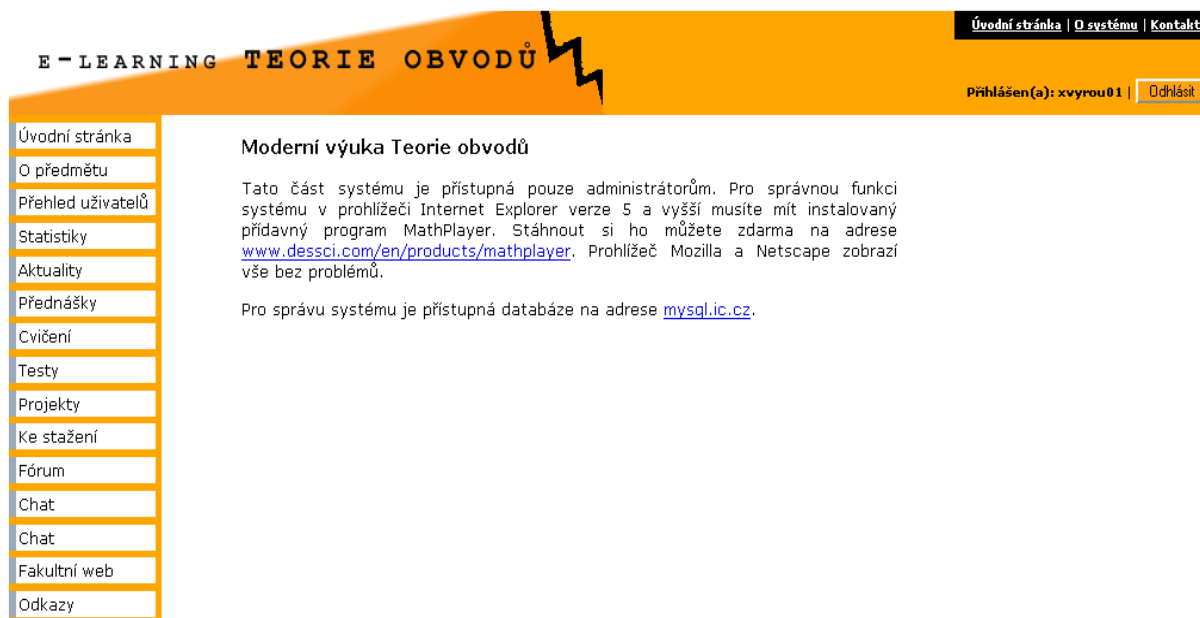 Úvodní stránka | O systému | Kontakt
E-LEARNING TEORIE OBVODŮ
Přihlášen(a): xvyrou01 | Odhlásit
Úvodní stránka
O předmětu
Přehled uživatelů
Statistiky
Aktuality
Přednášky
Cvičení
Testy
Projekty
Ke stažení
Fórum
Chat
Chat
Fakultní web
Odkazy
Moderní výuka Teorie obvodů
Tato část systému je přístupná pouze administrátorům. Pro správnou funkci
systému v prohlížeči Internet Explorer verze 5 a vyšší musíte mít instalovaný
přídavný program MathPlayer. Stáhnout si ho můžete zdarma na adrese
www.dessci.com/en/products/mathplayer. Prohlížeč Mozilla a Netscape zobrazí
vše bez problémů.
Pro správu systému je přístupná databáze na adrese mysql.ic.cz.